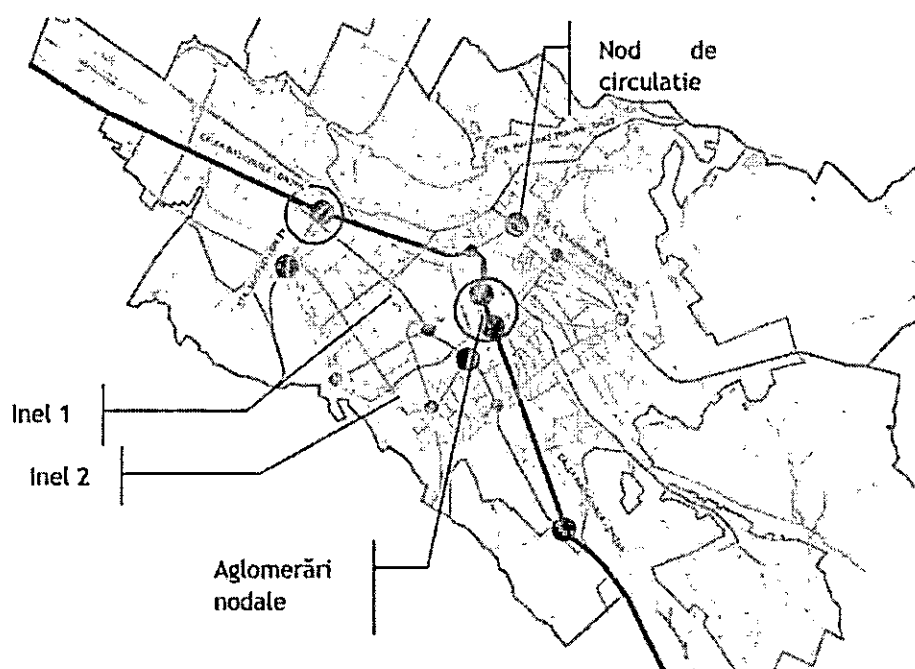 Nod de
circulatie
Inel 1
Inel 2
Aglomerări
nodale